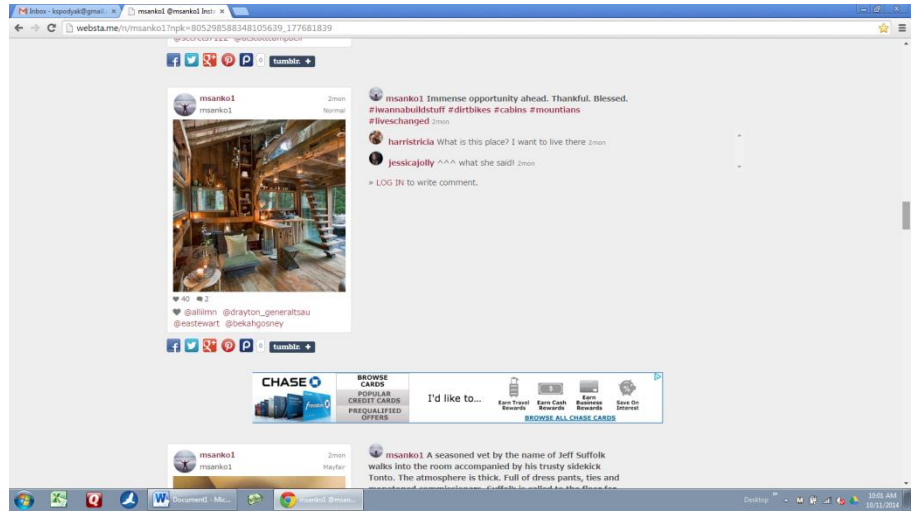 M Inbox - kspodyak@gmail.c
msanko1 @msanko1 Insta
websta.me/n/msanko1?npk=805298588348105639_177681839
0
tumblr. +
msanko1 2mon
msanko1 Normal
msanko1 Immense opportunity ahead. Thankful. Blessed.
#iwannabuildstuff #dirtbikes #cabins #mountians
#liveschanged 2mon
harristricia What is this place? I want to live there 2mon
jessicajolly ^^^ what she said! 2mon
» LOG IN to write comment.
40 2
@allilmn @drayton_generaltsau
@eastewart @bekahgosney
0
tumblr. +
CHASE
BROWSE
CARDS
POPULAR
CREDIT CARDS
PREQUALIFIED
OFFERS
I'd like to...
Earn Travel
Rewards
Earn Cash
Rewards
Earn
Business
Rewards
Save On
Interest
BROWSE ALL CHASE CARDS
msanko1 2mon
msanko1 Mayfair
msanko1 A seasoned vet by the name of Jeff Suffolk
walks into the room accompanied by his trusty sidekick
Tonto. The atmosphere is thick. Full of dress pants, ties and
Document1 - Mic...
msanko1 @msan...
Desktop
10:01 AM
10/11/2014